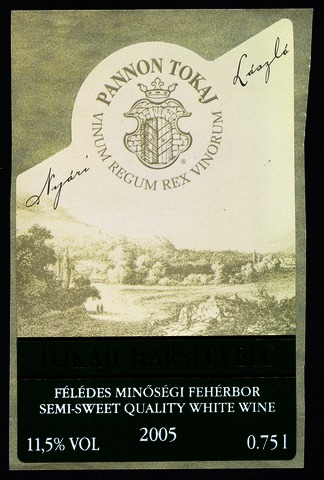 PANNON TOKAJ
VINUM REGUM REX VINORUM
®
Nyári László
TOKAJI HÁRSLEVELŰ
FÉLÉDES MINŐSÉGI FEHÉRBOR
SEMI-SWEET QUALITY WHITE WINE
11,5% VOL 2005 0.75 l